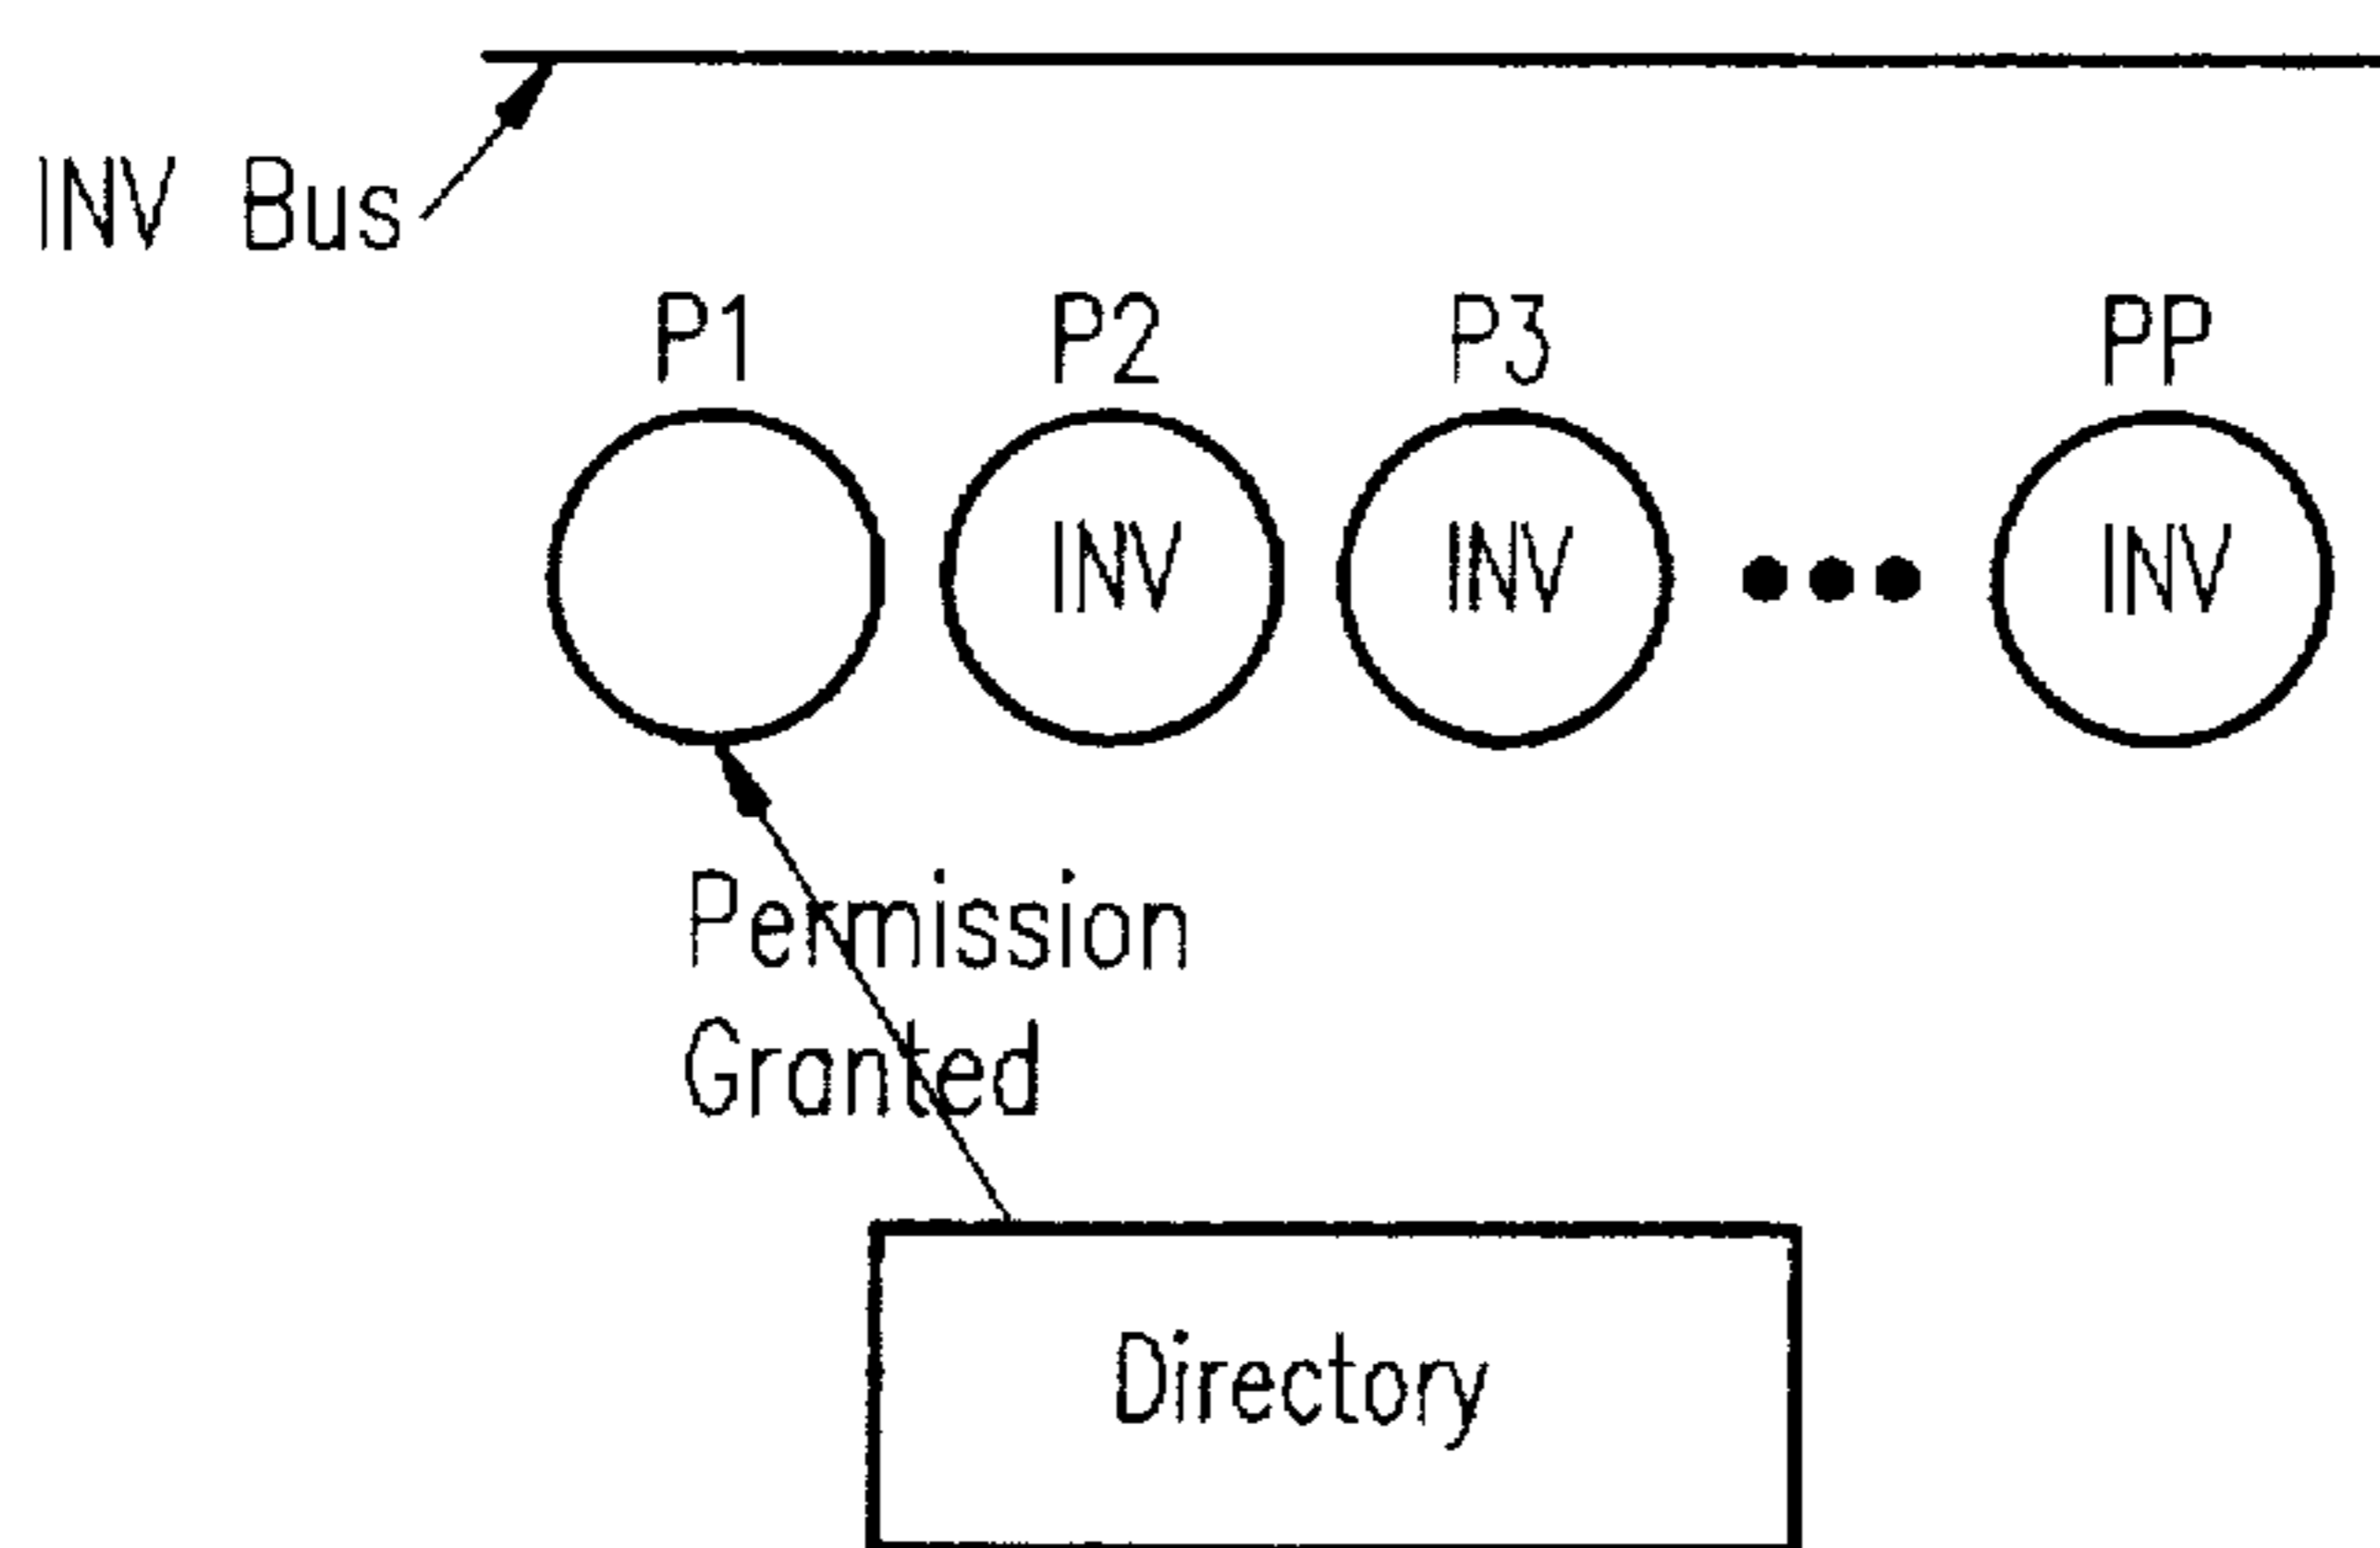 INV Bus
P1 P2 P3 PP
INV INV INV
Permission
Granted
Directory